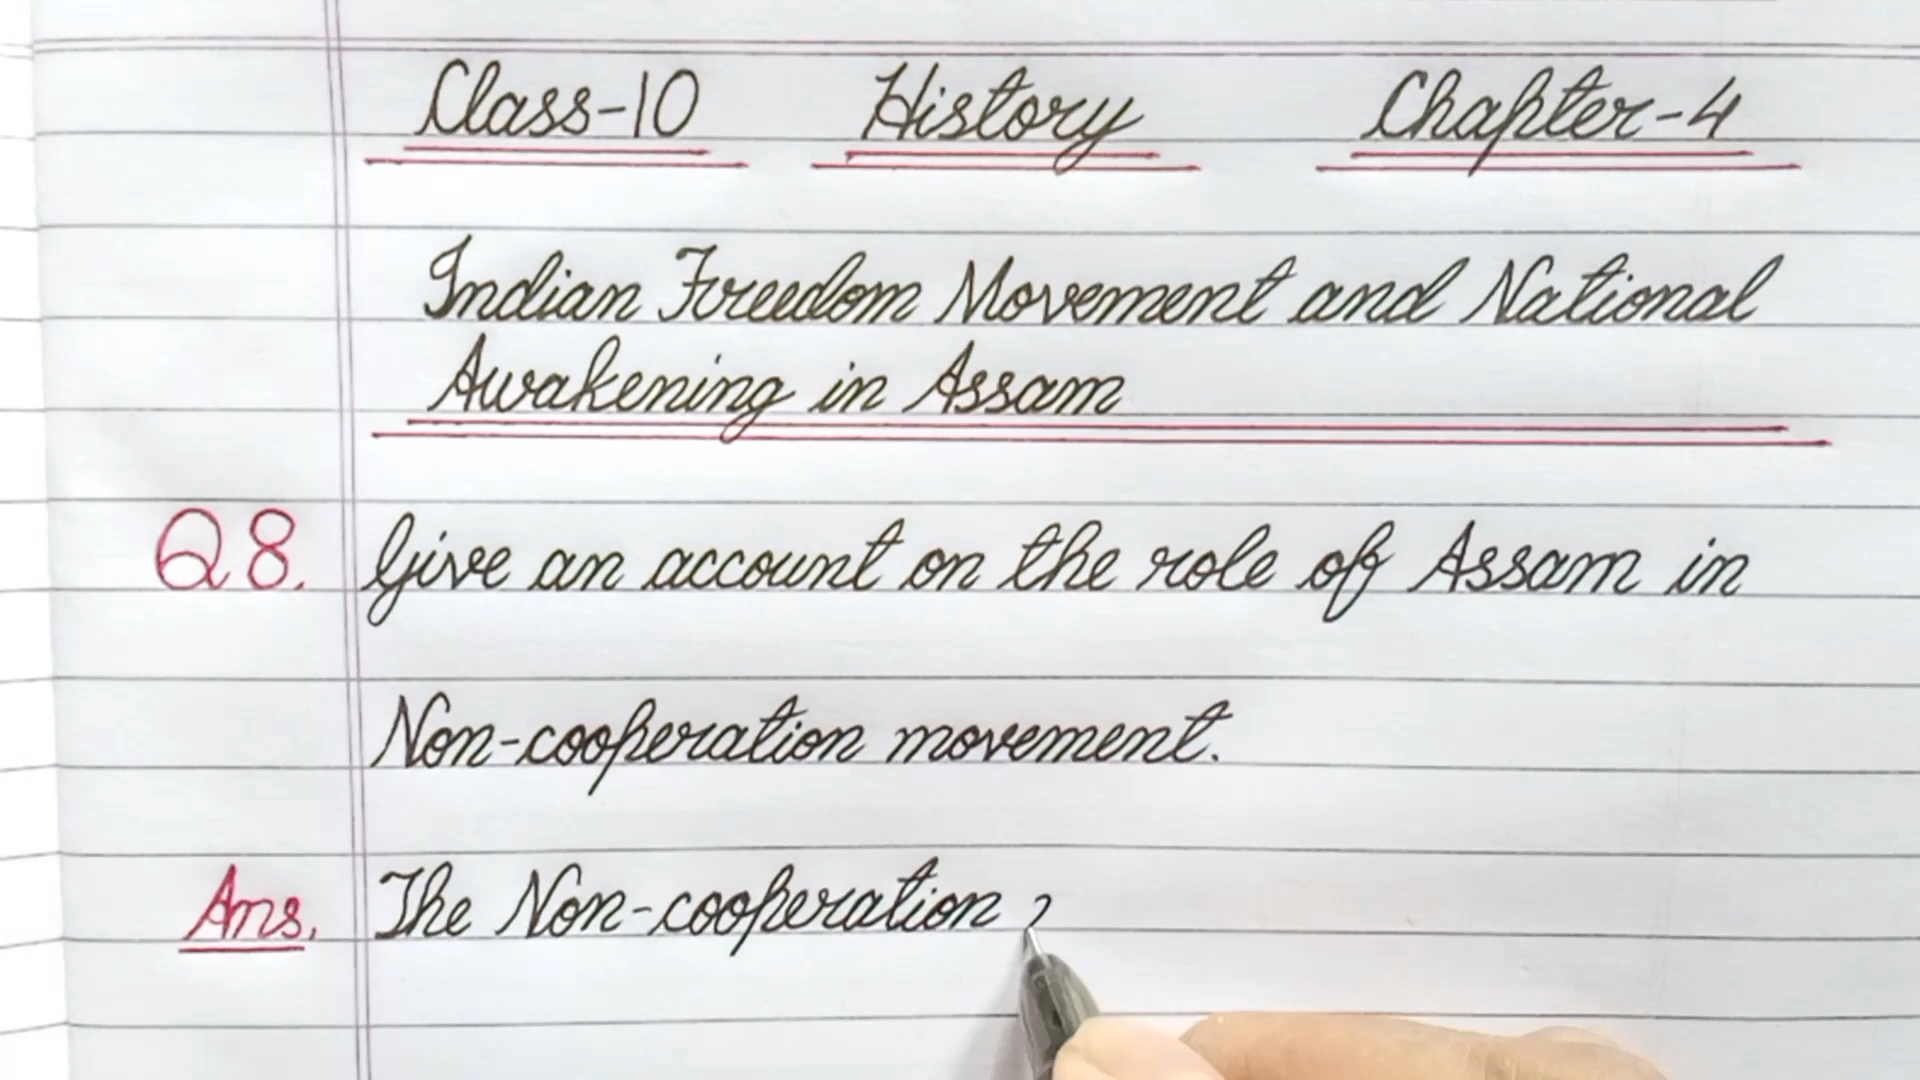 Class-10 History Chapter-4
Indian Freedom Movement and National
Awakening in Assam
Q8. Give an account on the role of Assam in
Non-cooperation movement.
Ans. The Non-cooperation